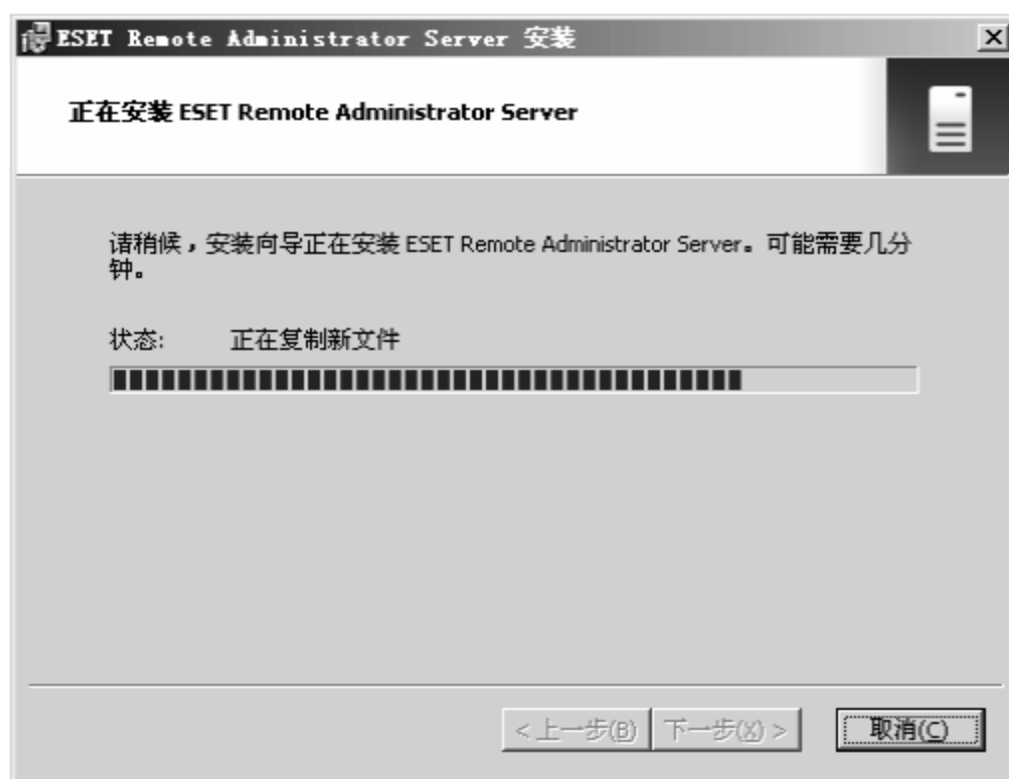 ESET Remote Administrator Server 安装
正在安装 ESET Remote Administrator Server
请稍候，安装向导正在安装 ESET Remote Administrator Server。可能需要几分
钟。
状态: 正在复制新文件
< 上一步(B) 下一步(X) > 取消(C)